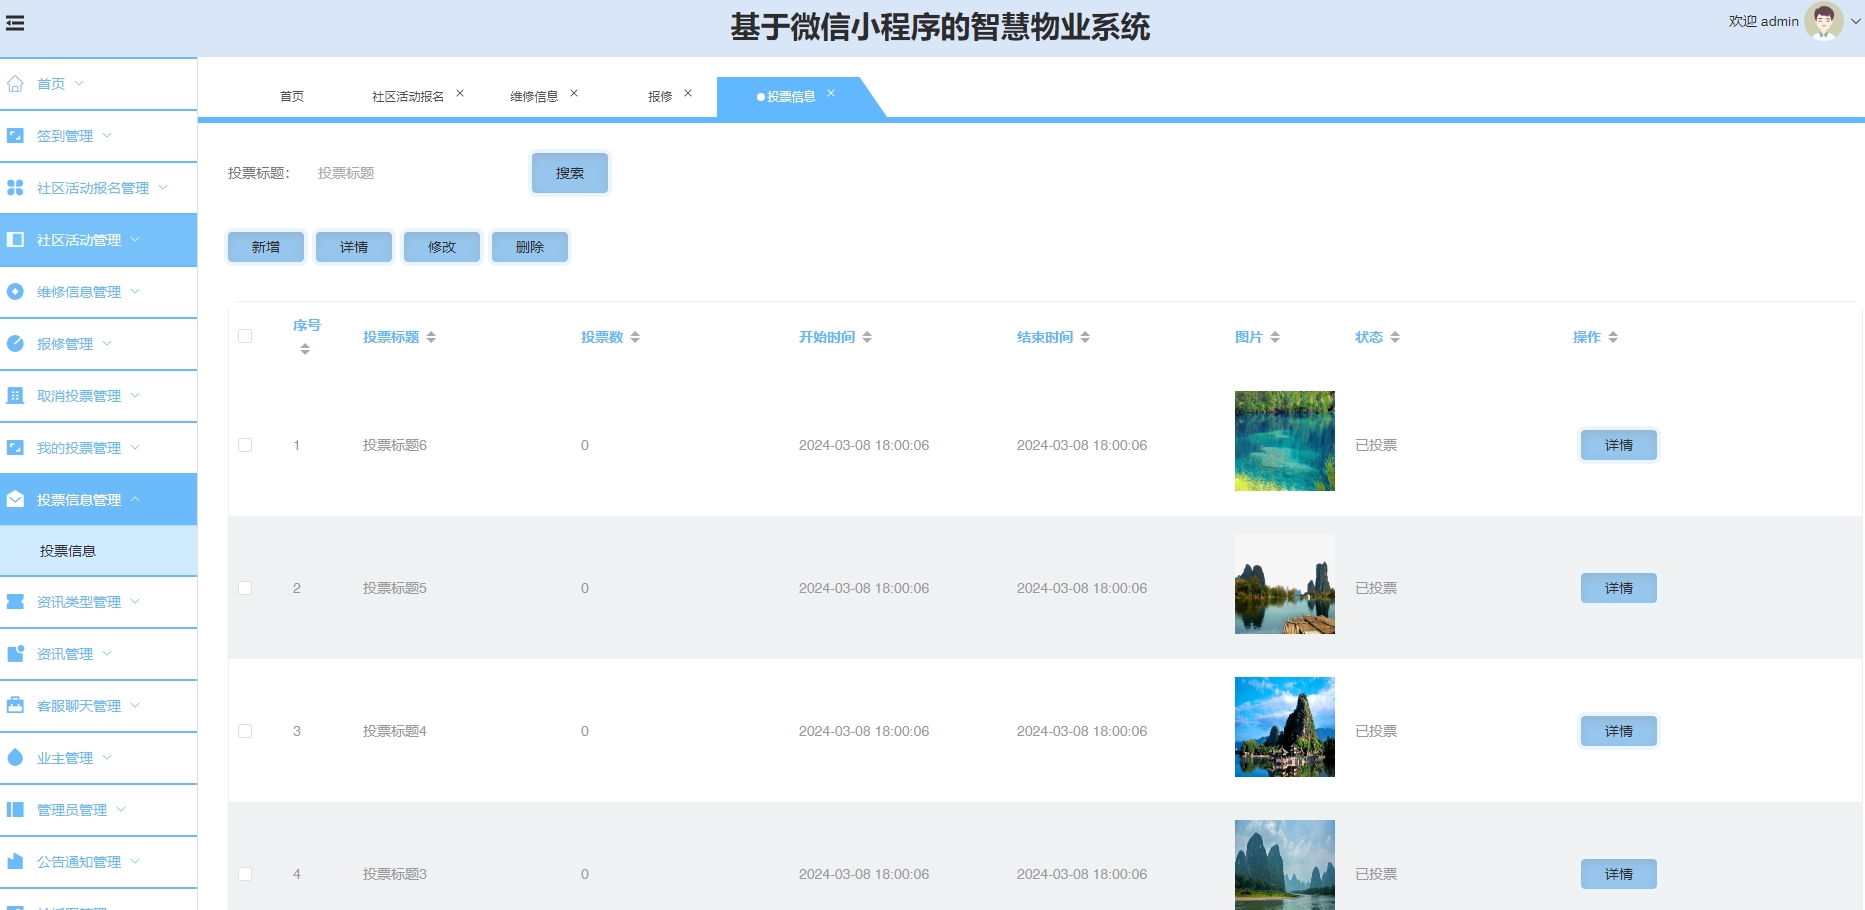 基于微信小程序的智慧物业系统
欢迎 admin
首页
签到管理
社区活动报名管理
社区活动管理
维修信息管理
报修管理
取消投票管理
我的投票管理
投票信息管理
投票信息
资讯类型管理
资讯管理
客服聊天管理
业主管理
管理员管理
公告通知管理
首页 社区活动报名 维修信息 报修 投票信息
投票标题： 投票标题 搜索
新增 详情 修改 删除
序号 投票标题 投票数 开始时间 结束时间 图片 状态 操作
1 投票标题6 0 2024-03-08 18:00:06 2024-03-08 18:00:06 已投票 详情
2 投票标题5 0 2024-03-08 18:00:06 2024-03-08 18:00:06 已投票 详情
3 投票标题4 0 2024-03-08 18:00:06 2024-03-08 18:00:06 已投票 详情
4 投票标题3 0 2024-03-08 18:00:06 2024-03-08 18:00:06 已投票 详情